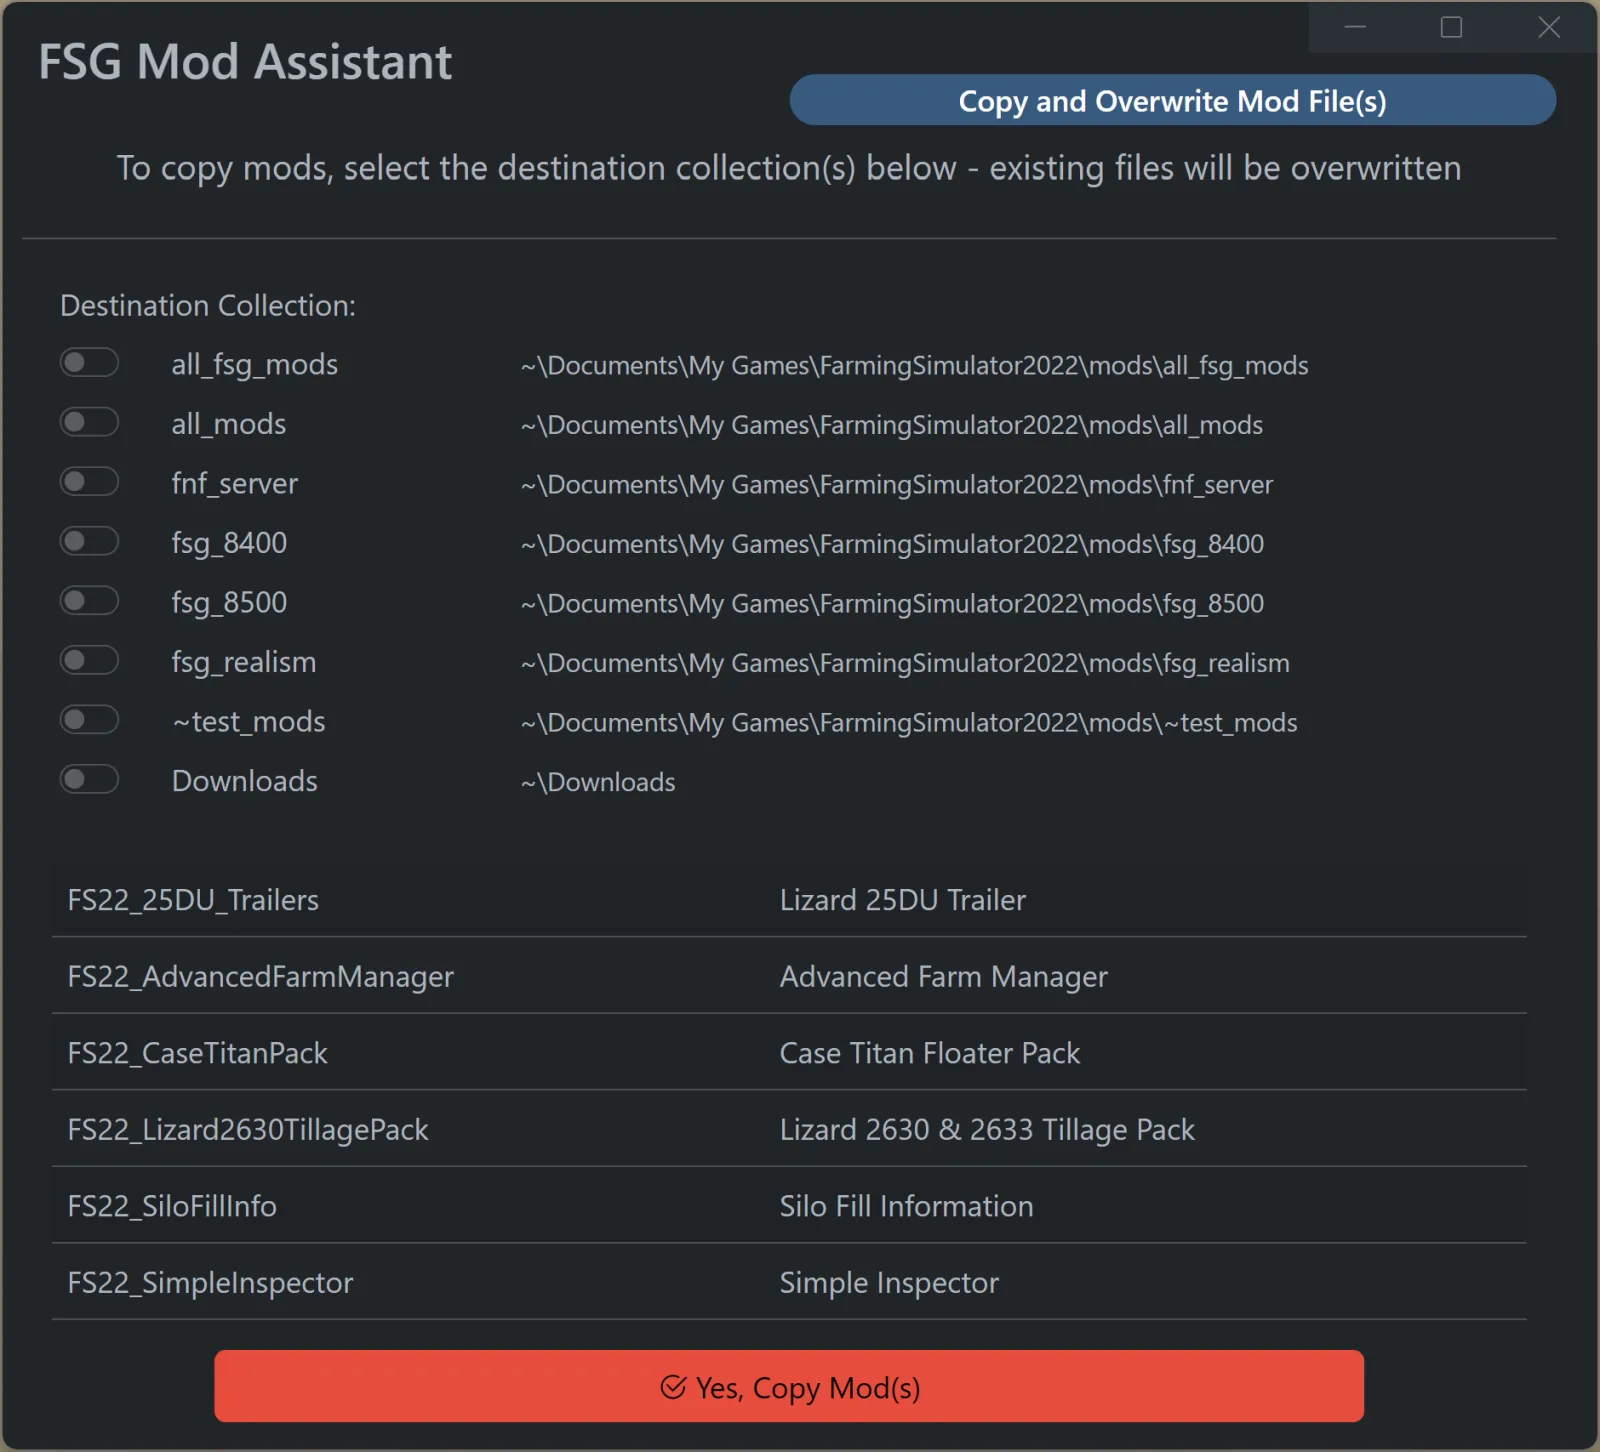 FSG Mod Assistant
Copy and Overwrite Mod File(s)
To copy mods, select the destination collection(s) below - existing files will be overwritten
Destination Collection:
all_fsg_mods ~\Documents\My Games\FarmingSimulator2022\mods\all_fsg_mods
all_mods ~\Documents\My Games\FarmingSimulator2022\mods\all_mods
fnf_server ~\Documents\My Games\FarmingSimulator2022\mods\fnf_server
fsg_8400 ~\Documents\My Games\FarmingSimulator2022\mods\fsg_8400
fsg_8500 ~\Documents\My Games\FarmingSimulator2022\mods\fsg_8500
fsg_realism ~\Documents\My Games\FarmingSimulator2022\mods\fsg_realism
~test_mods ~\Documents\My Games\FarmingSimulator2022\mods\~test_mods
Downloads ~\Downloads
FS22_25DU_Trailers Lizard 25DU Trailer
FS22_AdvancedFarmManager Advanced Farm Manager
FS22_CaseTitanPack Case Titan Floater Pack
FS22_Lizard2630TillagePack Lizard 2630 & 2633 Tillage Pack
FS22_SiloFillInfo Silo Fill Information
FS22_SimpleInspector Simple Inspector
Yes, Copy Mod(s)